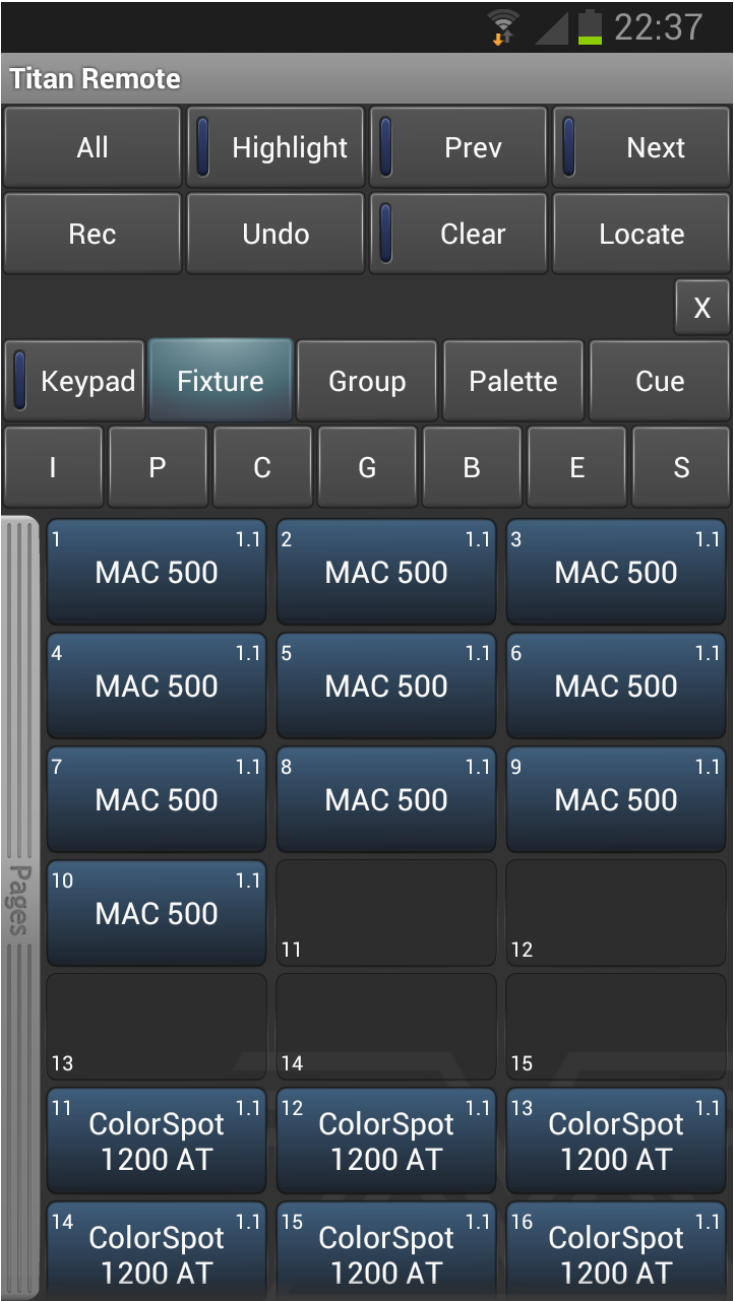 22:37
Titan Remote
All Highlight Prev Next
Rec Undo Clear Locate
X
Keypad Fixture Group Palette Cue
I P C G B E S
1 1.1 2 1.1 3 1.1
MAC 500 MAC 500 MAC 500
4 1.1 5 1.1 6 1.1
MAC 500 MAC 500 MAC 500
7 1.1 8 1.1 9 1.1
MAC 500 MAC 500 MAC 500
Pages
10 1.1
MAC 500
11 12
13 14 15
11 1.1 12 1.1 13 1.1
ColorSpot ColorSpot ColorSpot
1200 AT 1200 AT 1200 AT
14 1.1 15 1.1 16 1.1
ColorSpot ColorSpot ColorSpot
1200 AT 1200 AT 1200 AT